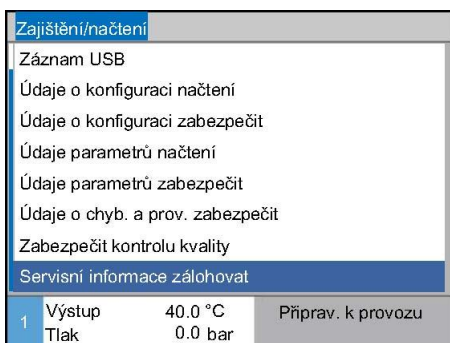 Zajištění/načtení
Záznam USB
Údaje o konfiguraci načtení
Údaje o konfiguraci zabezpečit
Údaje parametrů načtení
Údaje parametrů zabezpečit
Údaje o chyb. a prov. zabezpečit
Zabezpečit kontrolu kvality
Servisní informace zálohovat
1 Výstup 40.0 °C Připrav. k provozu
Tlak 0.0 bar